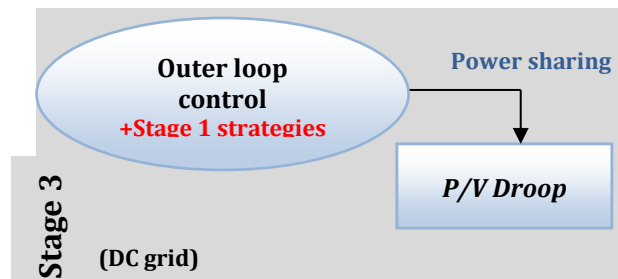 Outer loop
control
+Stage 1 strategies
Power sharing
P/V Droop
Stage 3
(DC grid)